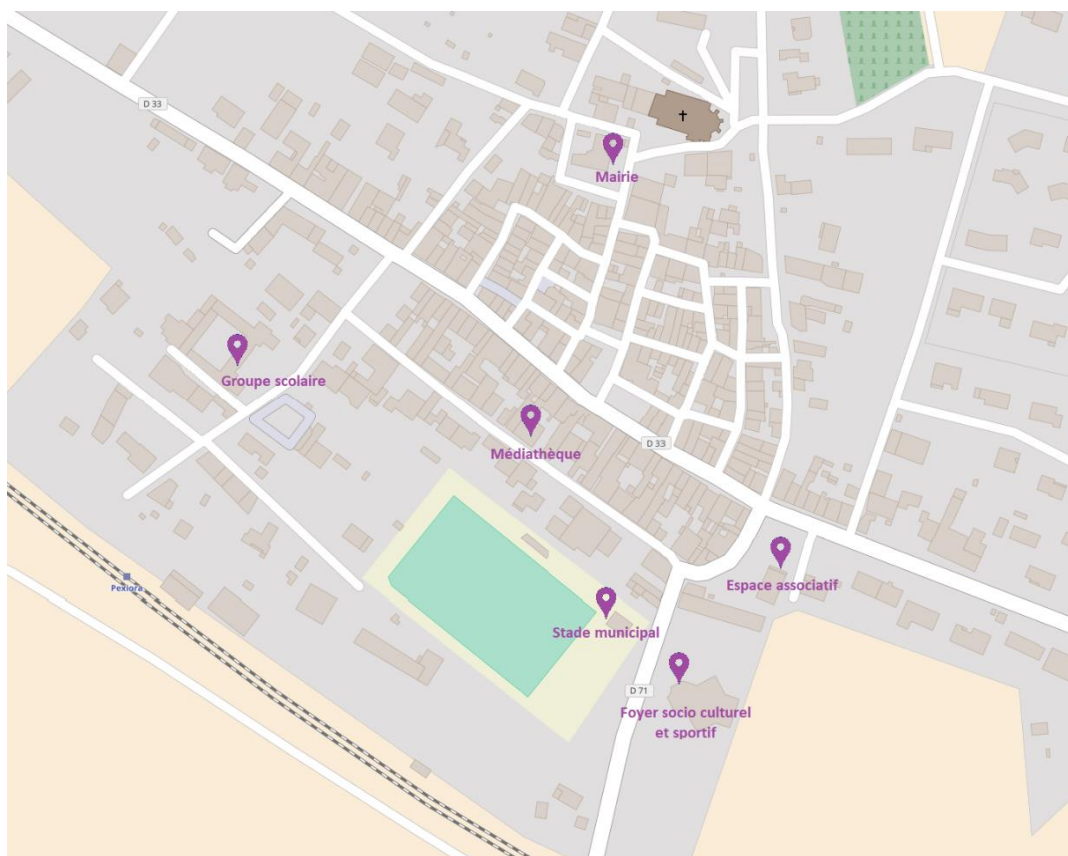 D 33
Mairie
Groupe scolaire
Médiathèque
D 33
Espace associatif
Pexiora
Stade municipal
D 71
Foyer socio culturel
et sportif